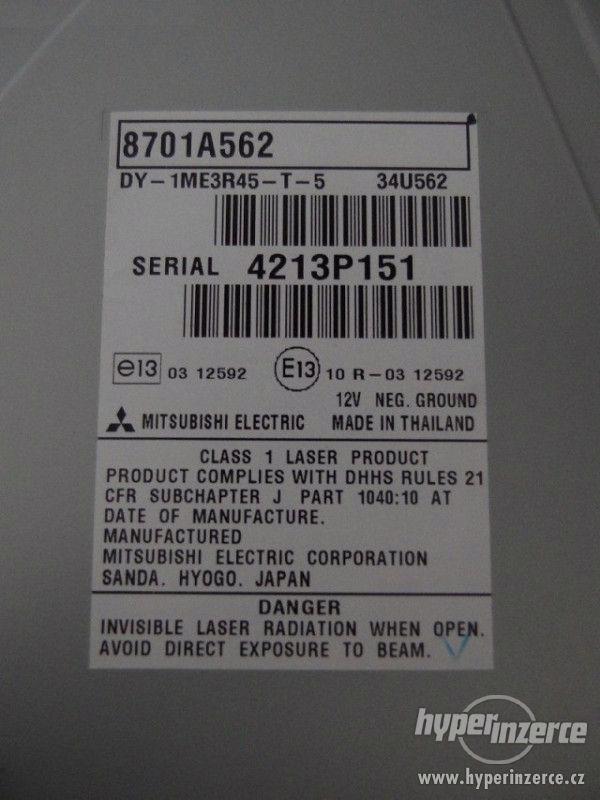 8701A562
DY-1ME3R45-T-5 34U562
SERIAL 4213P151
e13 03 12592 E13 10 R-03 12592
12V NEG. GROUND
MITSUBISHI ELECTRIC MADE IN THAILAND
CLASS 1 LASER PRODUCT
PRODUCT COMPLIES WITH DHHS RULES 21
CFR SUBCHAPTER J PART 1040:10 AT
DATE OF MANUFACTURE.
MANUFACTURED
MITSUBISHI ELECTRIC CORPORATION
SANDA. HYOGO. JAPAN
DANGER
INVISIBLE LASER RADIATION WHEN OPEN.
AVOID DIRECT EXPOSURE TO BEAM.
hyperinzerce
www.hyperinzerce.cz